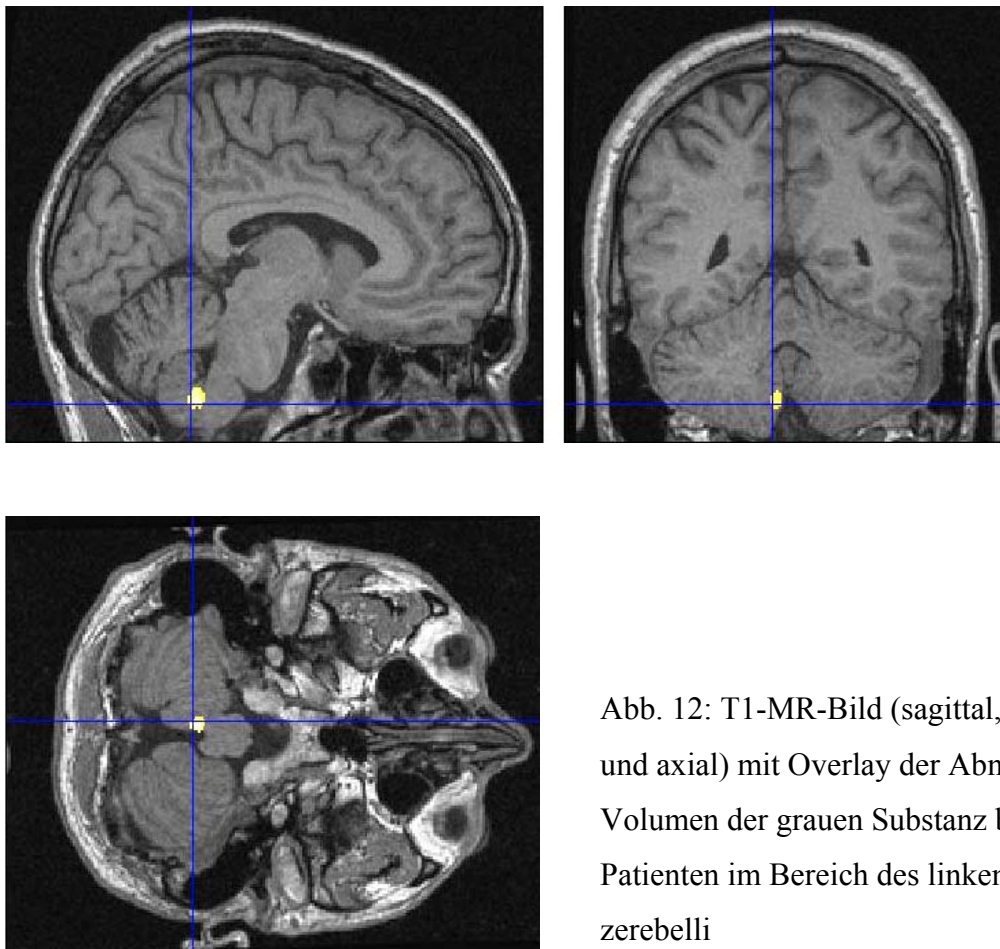 Abb. 12: T1-MR-Bild (sagittal,
und axial) mit Overlay der
Volumen der grauen Substanz
Patienten im Bereich des linken
zerebelli